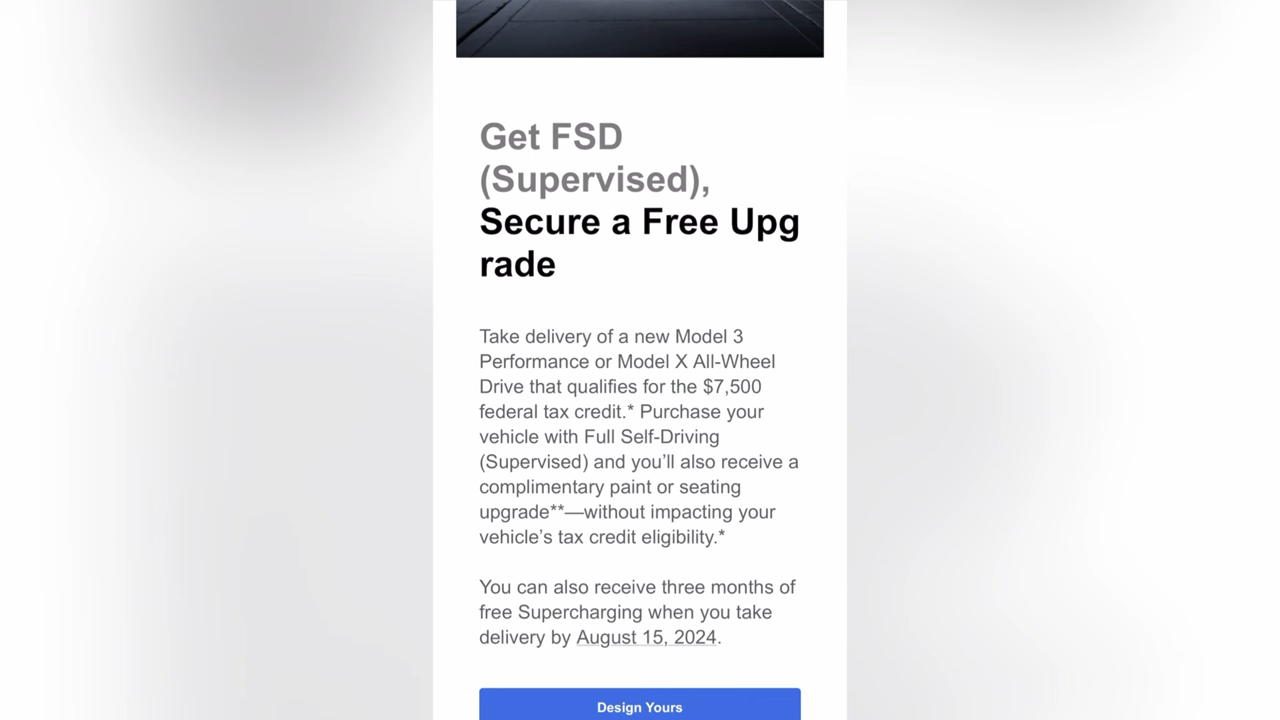 Get FSD
(Supervised),
Secure a Free Upg
rade
Take delivery of a new Model 3
Performance or Model X All-Wheel
Drive that qualifies for the $7,500
federal tax credit.* Purchase your
vehicle with Full Self-Driving
(Supervised) and you’ll also receive a
complimentary paint or seating
upgrade**—without impacting your
vehicle’s tax credit eligibility.*
You can also receive three months of
free Supercharging when you take
delivery by August 15, 2024.
Design Yours